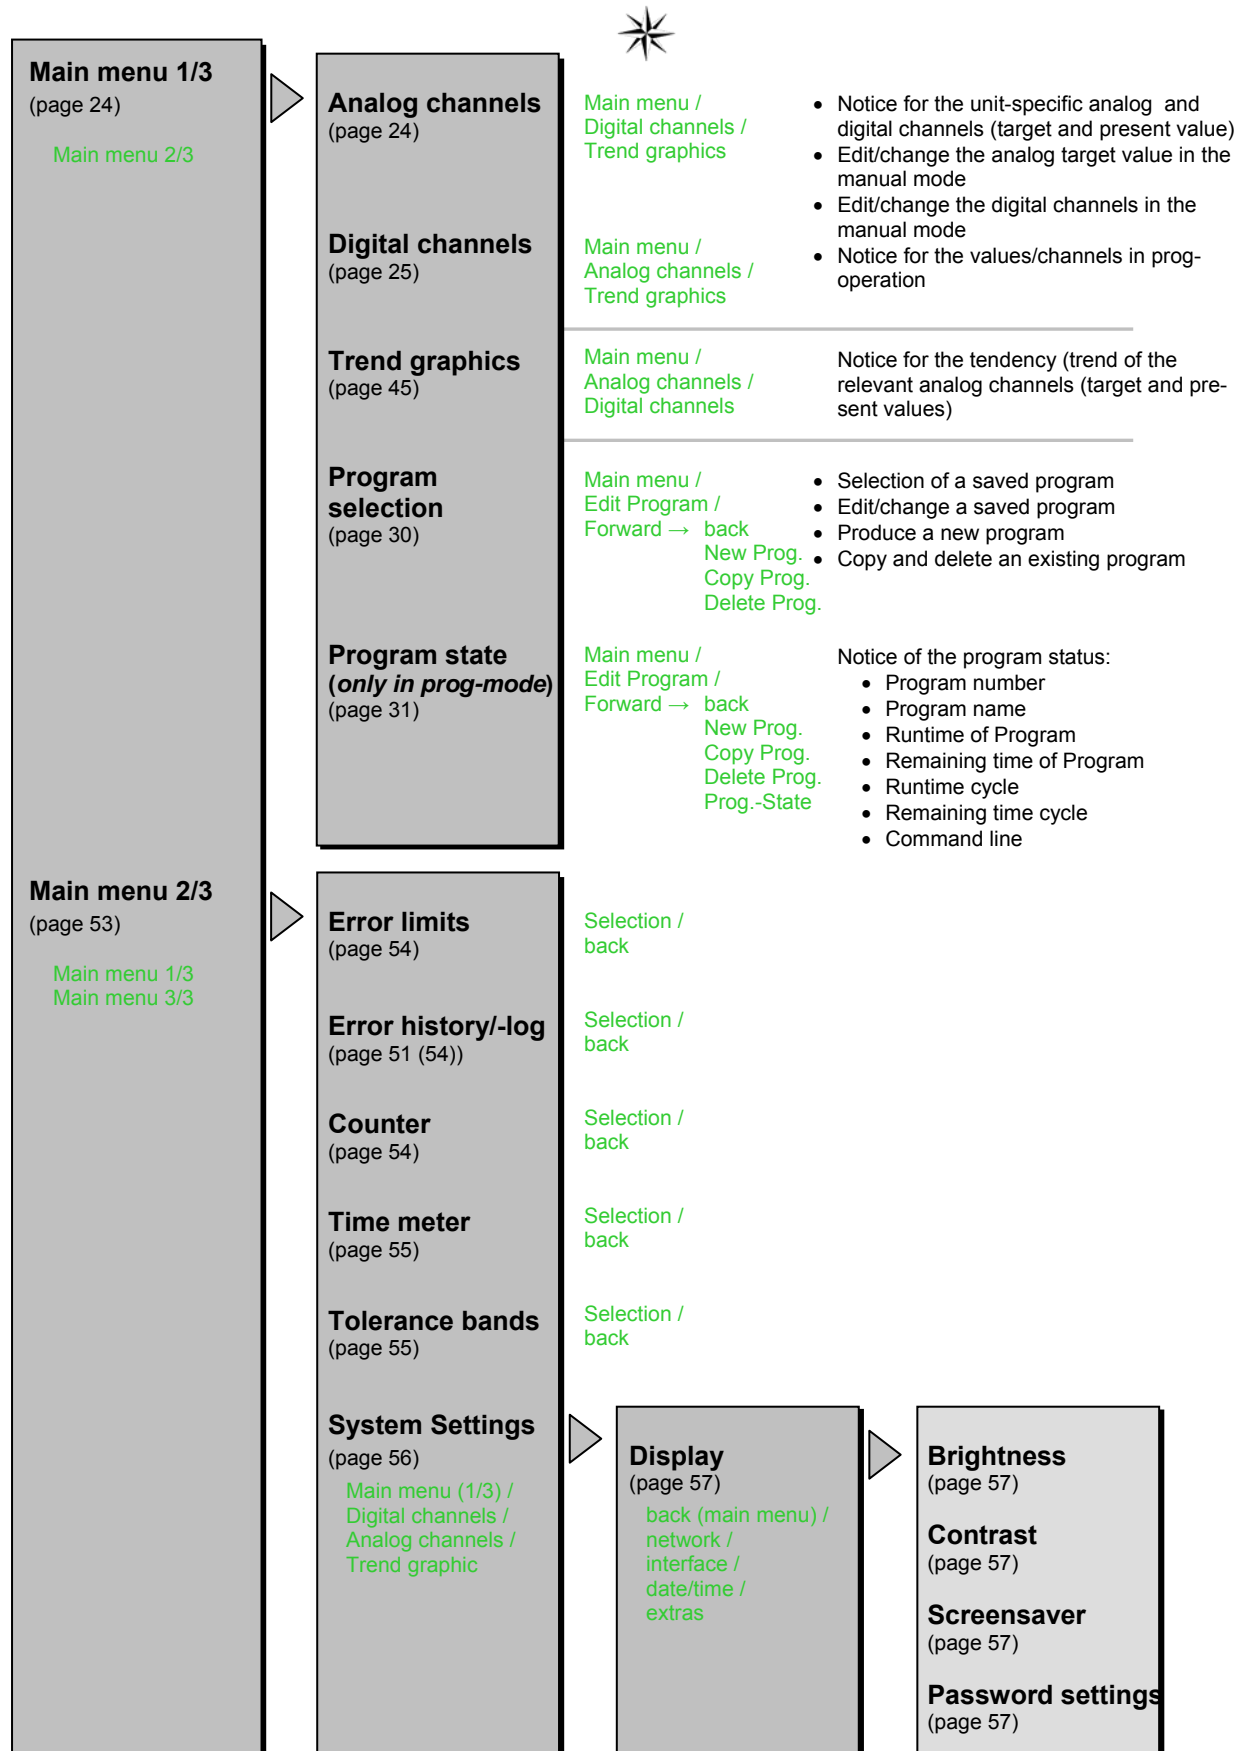 Main menu 1/3
(page 24)
Main menu 2/3
Analog channels
(page 24)
Main menu /
Digital channels /
Trend graphics
• Notice for the unit-specific analog and
digital channels (target and present value)
• Edit/change the analog target value in the
manual mode
• Edit/change the digital channels in the
manual mode
• Notice for the values/channels in prog-
operation
Digital channels
(page 25)
Main menu /
Analog channels /
Trend graphics
Trend graphics
(page 45)
Main menu /
Analog channels /
Digital channels
Notice for the tendency (trend of the
relevant analog channels (target and pre-
sent values)
Program
selection
(page 30)
Main menu /
Edit Program /
Forward → back
New Prog.
Copy Prog.
Delete Prog.
• Selection of a saved program
• Edit/change a saved program
• Produce a new program
• Copy and delete an existing program
Program state
(only in prog-mode)
(page 31)
Main menu /
Edit Program /
Forward → back
New Prog.
Copy Prog.
Delete Prog.
Prog.-State
Notice of the program status:
• Program number
• Program name
• Runtime of Program
• Remaining time of Program
• Runtime cycle
• Remaining time cycle
• Command line
Main menu 2/3
(page 53)
Main menu 1/3
Main menu 3/3
Error limits
(page 54)
Selection /
back
Error history/-log
(page 51 (54))
Selection /
back
Counter
(page 54)
Selection /
back
Time meter
(page 55)
Selection /
back
Tolerance bands
(page 55)
Selection /
back
System Settings
(page 56)
Main menu (1/3) /
Digital channels /
Analog channels /
Trend graphic
Display
(page 57)
back (main menu) /
network /
interface /
date/time /
extras
Brightness
(page 57)
Contrast
(page 57)
Screensaver
(page 57)
Password settings
(page 57)